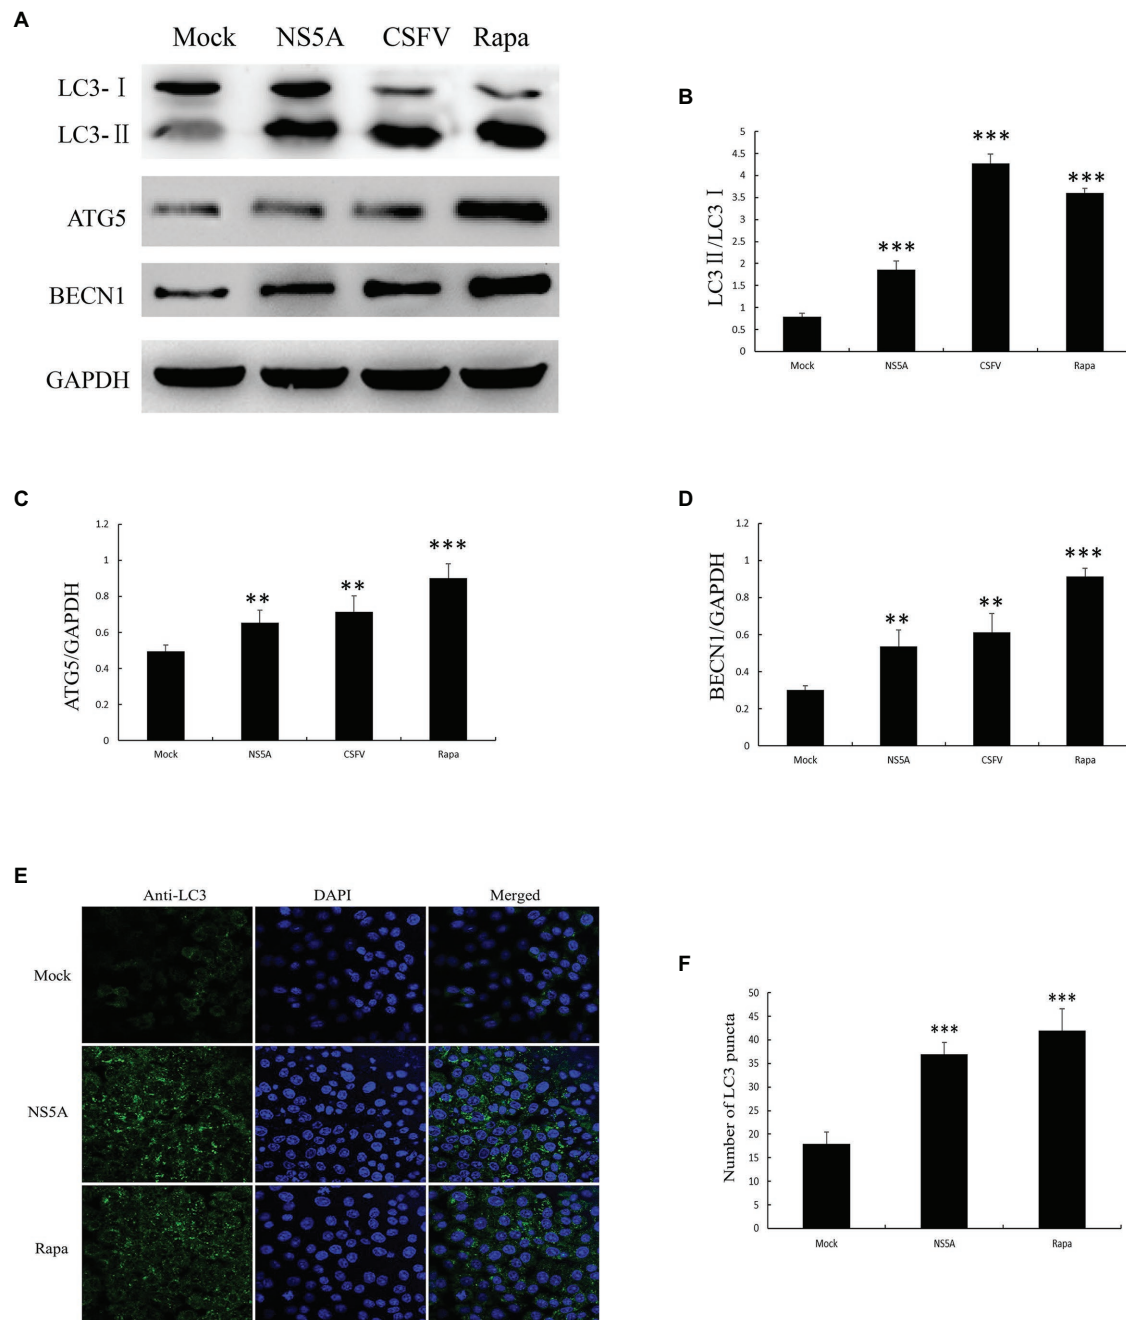 A
Mock NS5A CSFV Rapa
LC3-Ⅰ
LC3-Ⅱ
ATG5
BECN1
GAPDH
B
LC3Ⅱ/LC3Ⅰ
5
4.5
4
3.5
3
2.5
2
1.5
1
0.5
0
***
***
***
Mock NS5A CSFV Rapa
C
ATG5/GAPDH
1.2
1
0.8
0.6
0.4
0.2
0
**
**
***
Mock NS5A CSFV Rapa
D
BECN1/GAPDH
1.2
1
0.8
0.6
0.4
0.2
0
**
**
***
Mock NS5A CSFV Rapa
E
Anti-LC3 DAPI Merged
Mock
NS5A
Rapa
F
Number of LC3 puncta
50
45
40
35
30
25
20
15
10
5
0
***
***
Mock NS5A Rapa